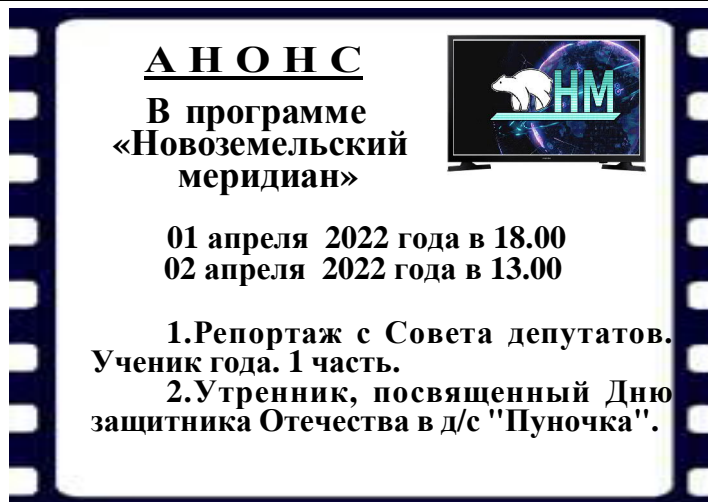 АНОНС
НМ
В программе
«Новоземельский
меридиан»
01 апреля 2022 года в 18.00
02 апреля 2022 года в 13.00
1.Репортаж с Совета депутатов.
Ученик года. 1 часть.
2.Утренник, посвященный Дню
защитника Отечества в д/с "Пуночка".